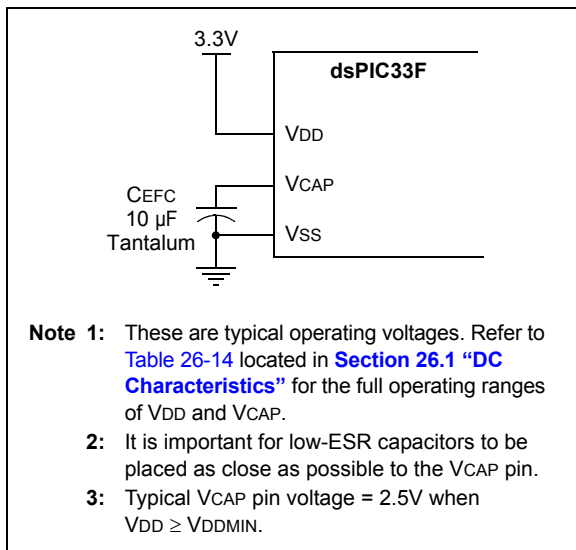 3.3V
dsPIC33F
VDD
VCAP
VSS
CEFC
10 µF
Tantalum
Note 1: These are typical operating voltages. Refer to
Table 26-14 located in Section 26.1 “DC
Characteristics” for the full operating ranges
of VDD and VCAP.
2: It is important for low-ESR capacitors to be
placed as close as possible to the VCAP pin.
3: Typical VCAP pin voltage = 2.5V when
VDD ≥ VDDMIN.